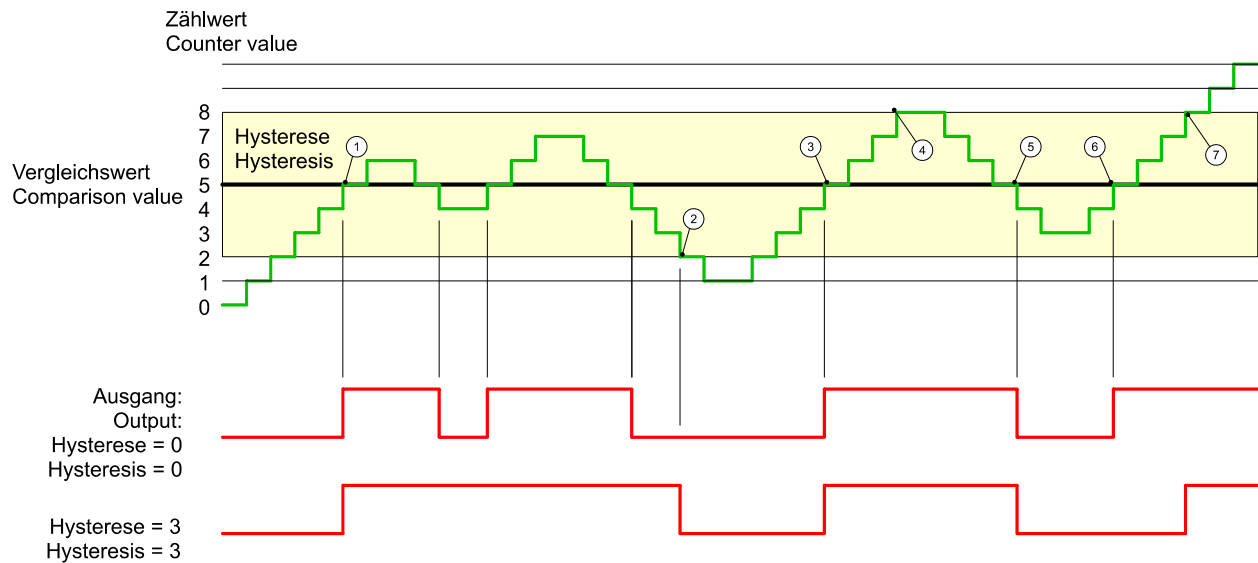 Zählwert
Counter value
8
7
6
5
4
3
2
1
0
Hysterese
Hysteresis
Vergleichswert
Comparison value
1
2
3
4
5
6
7
Ausgang:
Output:
Hysterese = 0
Hysteresis = 0
Hysterese = 3
Hysteresis = 3